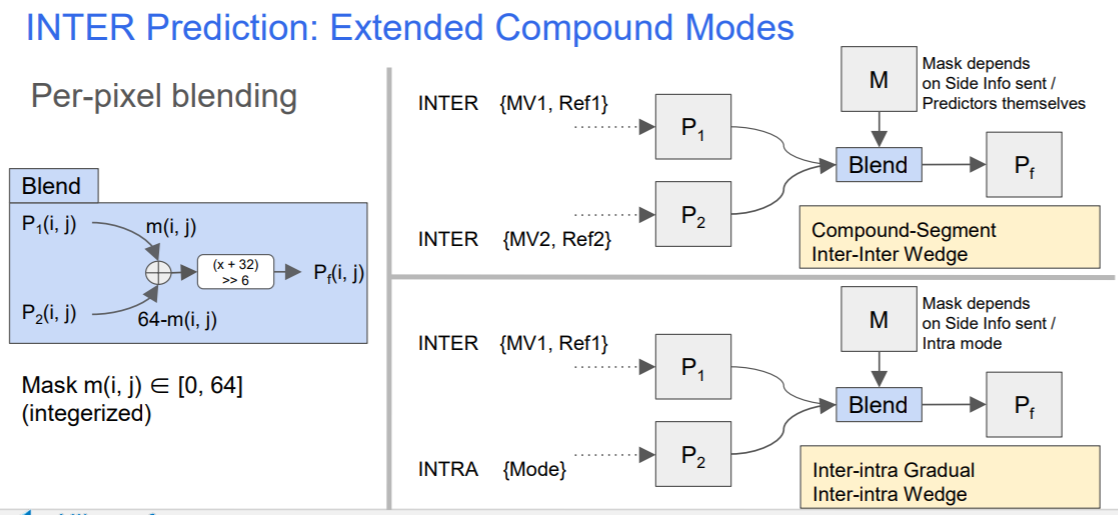 INTER Prediction: Extended Compound Modes
Per-pixel blending
Blend
P1(i, j)
m(i, j)
(x + 32)
>> 6
Pf(i, j)
P2(i, j)
64-m(i, j)
Mask m(i, j) ∈ [0, 64]
(integerized)
INTER {MV1, Ref1}
P1
M
Mask depends
on Side Info sent /
Predictors themselves
Blend
Pf
P2
INTER {MV2, Ref2}
Compound-Segment
Inter-Inter Wedge
INTER {MV1, Ref1}
P1
M
Mask depends
on Side Info sent /
Intra mode
Blend
Pf
P2
INTRA {Mode}
Inter-intra Gradual
Inter-intra Wedge